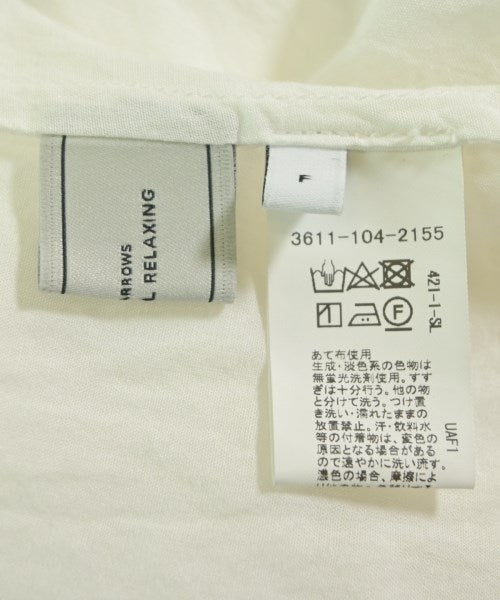 ARROWS
L RELAXING
F
3611-104-2155
421-I-SL
あて布使用
生成・淡色系の色物は
無蛍光洗剤使用。すす
ぎは十分行う。他の物
と分けて洗う。つけ置
き洗い・濡れたままの
放置禁止。汗・飲料水
等の付着物は、変色の
原因となる場合がある
ので速やかに洗い流す。
濃色の場合、摩擦によ
UAF1